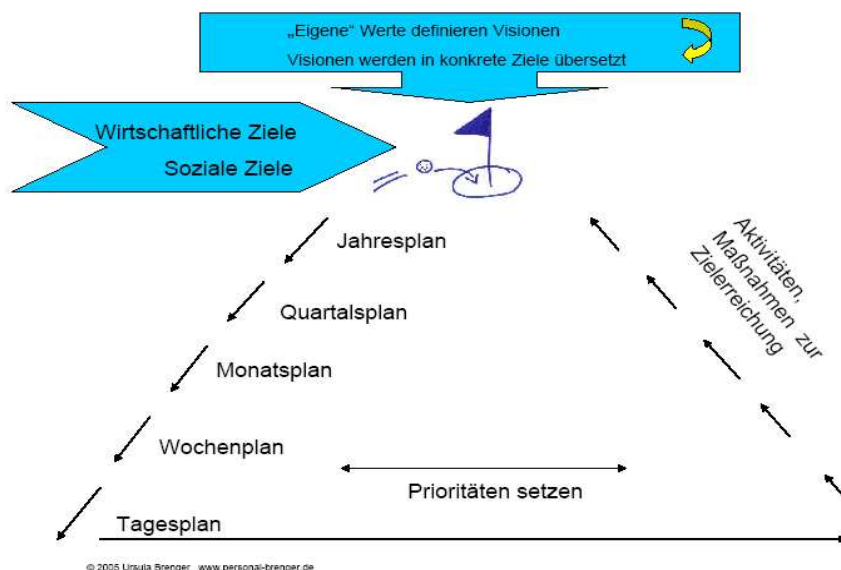 „Eigene“ Werte definieren Visionen
Visionen werden in konkrete Ziele übersetzt
Wirtschaftliche Ziele
Soziale Ziele
Jahresplan
Quartalsplan
Monatsplan
Wochenplan
Tagesplan
Prioritäten setzen
Aktivitäten,
Maßnahmen zur
Zielerreichung
© 2005 Ursula Brenger www.personal-brenger.de